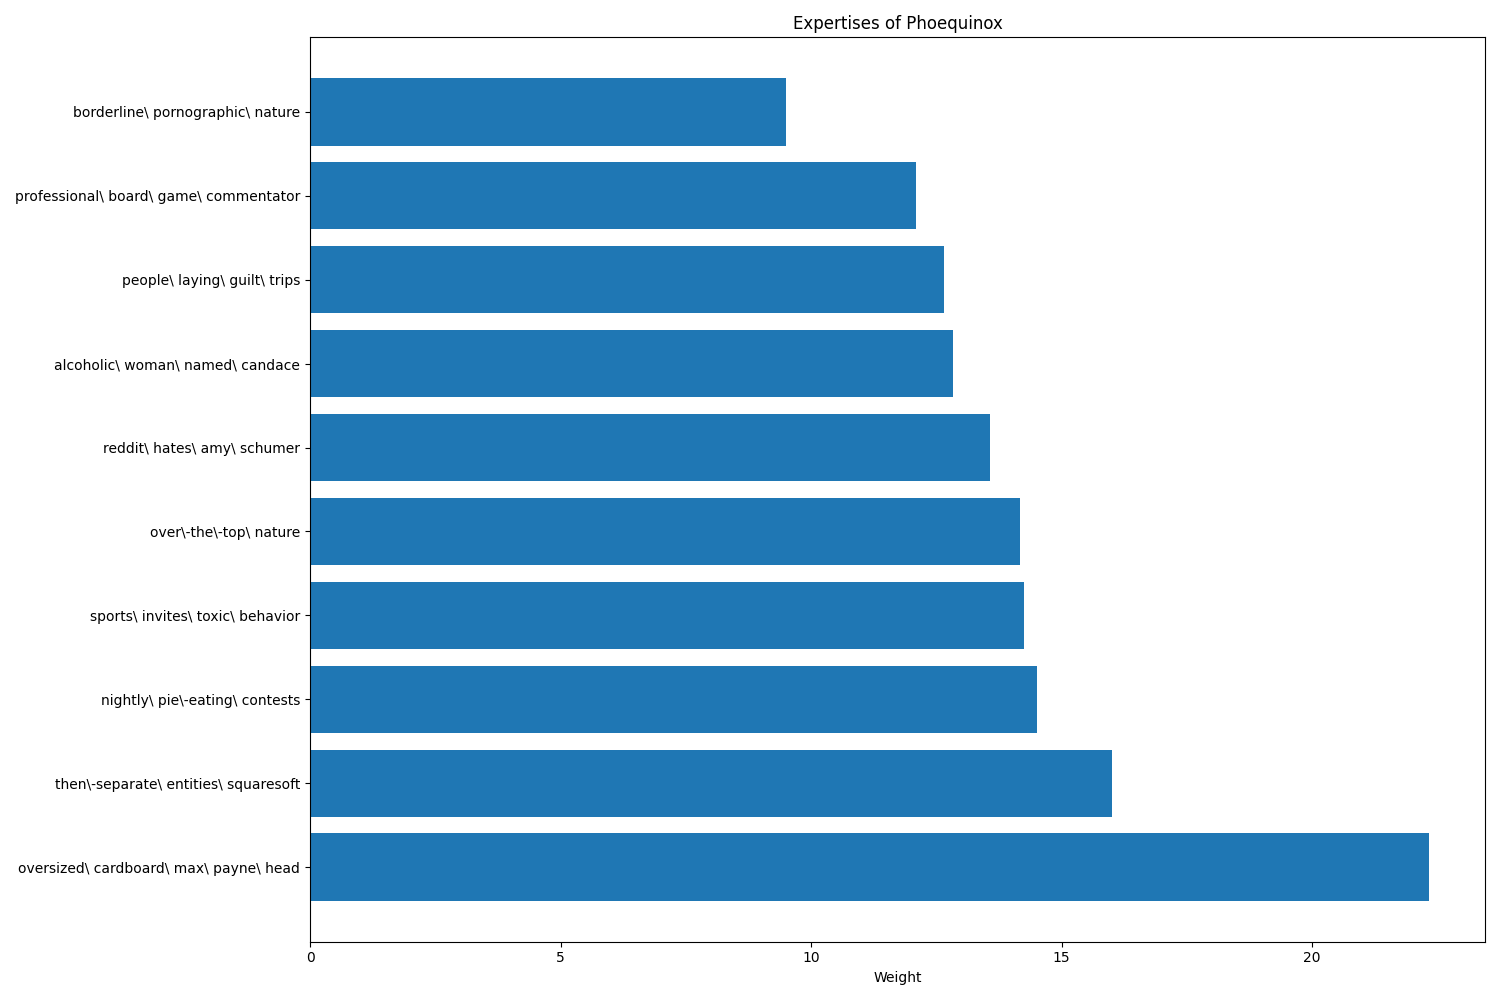 Expertises of Phoequinox
borderline\ pornographic\ nature
professional\ board\ game\ commentator
people\ laying\ guilt\ trips
alcoholic\ woman\ named\ candace
reddit\ hates\ amy\ schumer
over\-the\-top\ nature
sports\ invites\ toxic\ behavior
nightly\ pie\-eating\ contests
then\-separate\ entities\ squaresoft
oversized\ cardboard\ max\ payne\ head
0 5 10 15 20
Weight